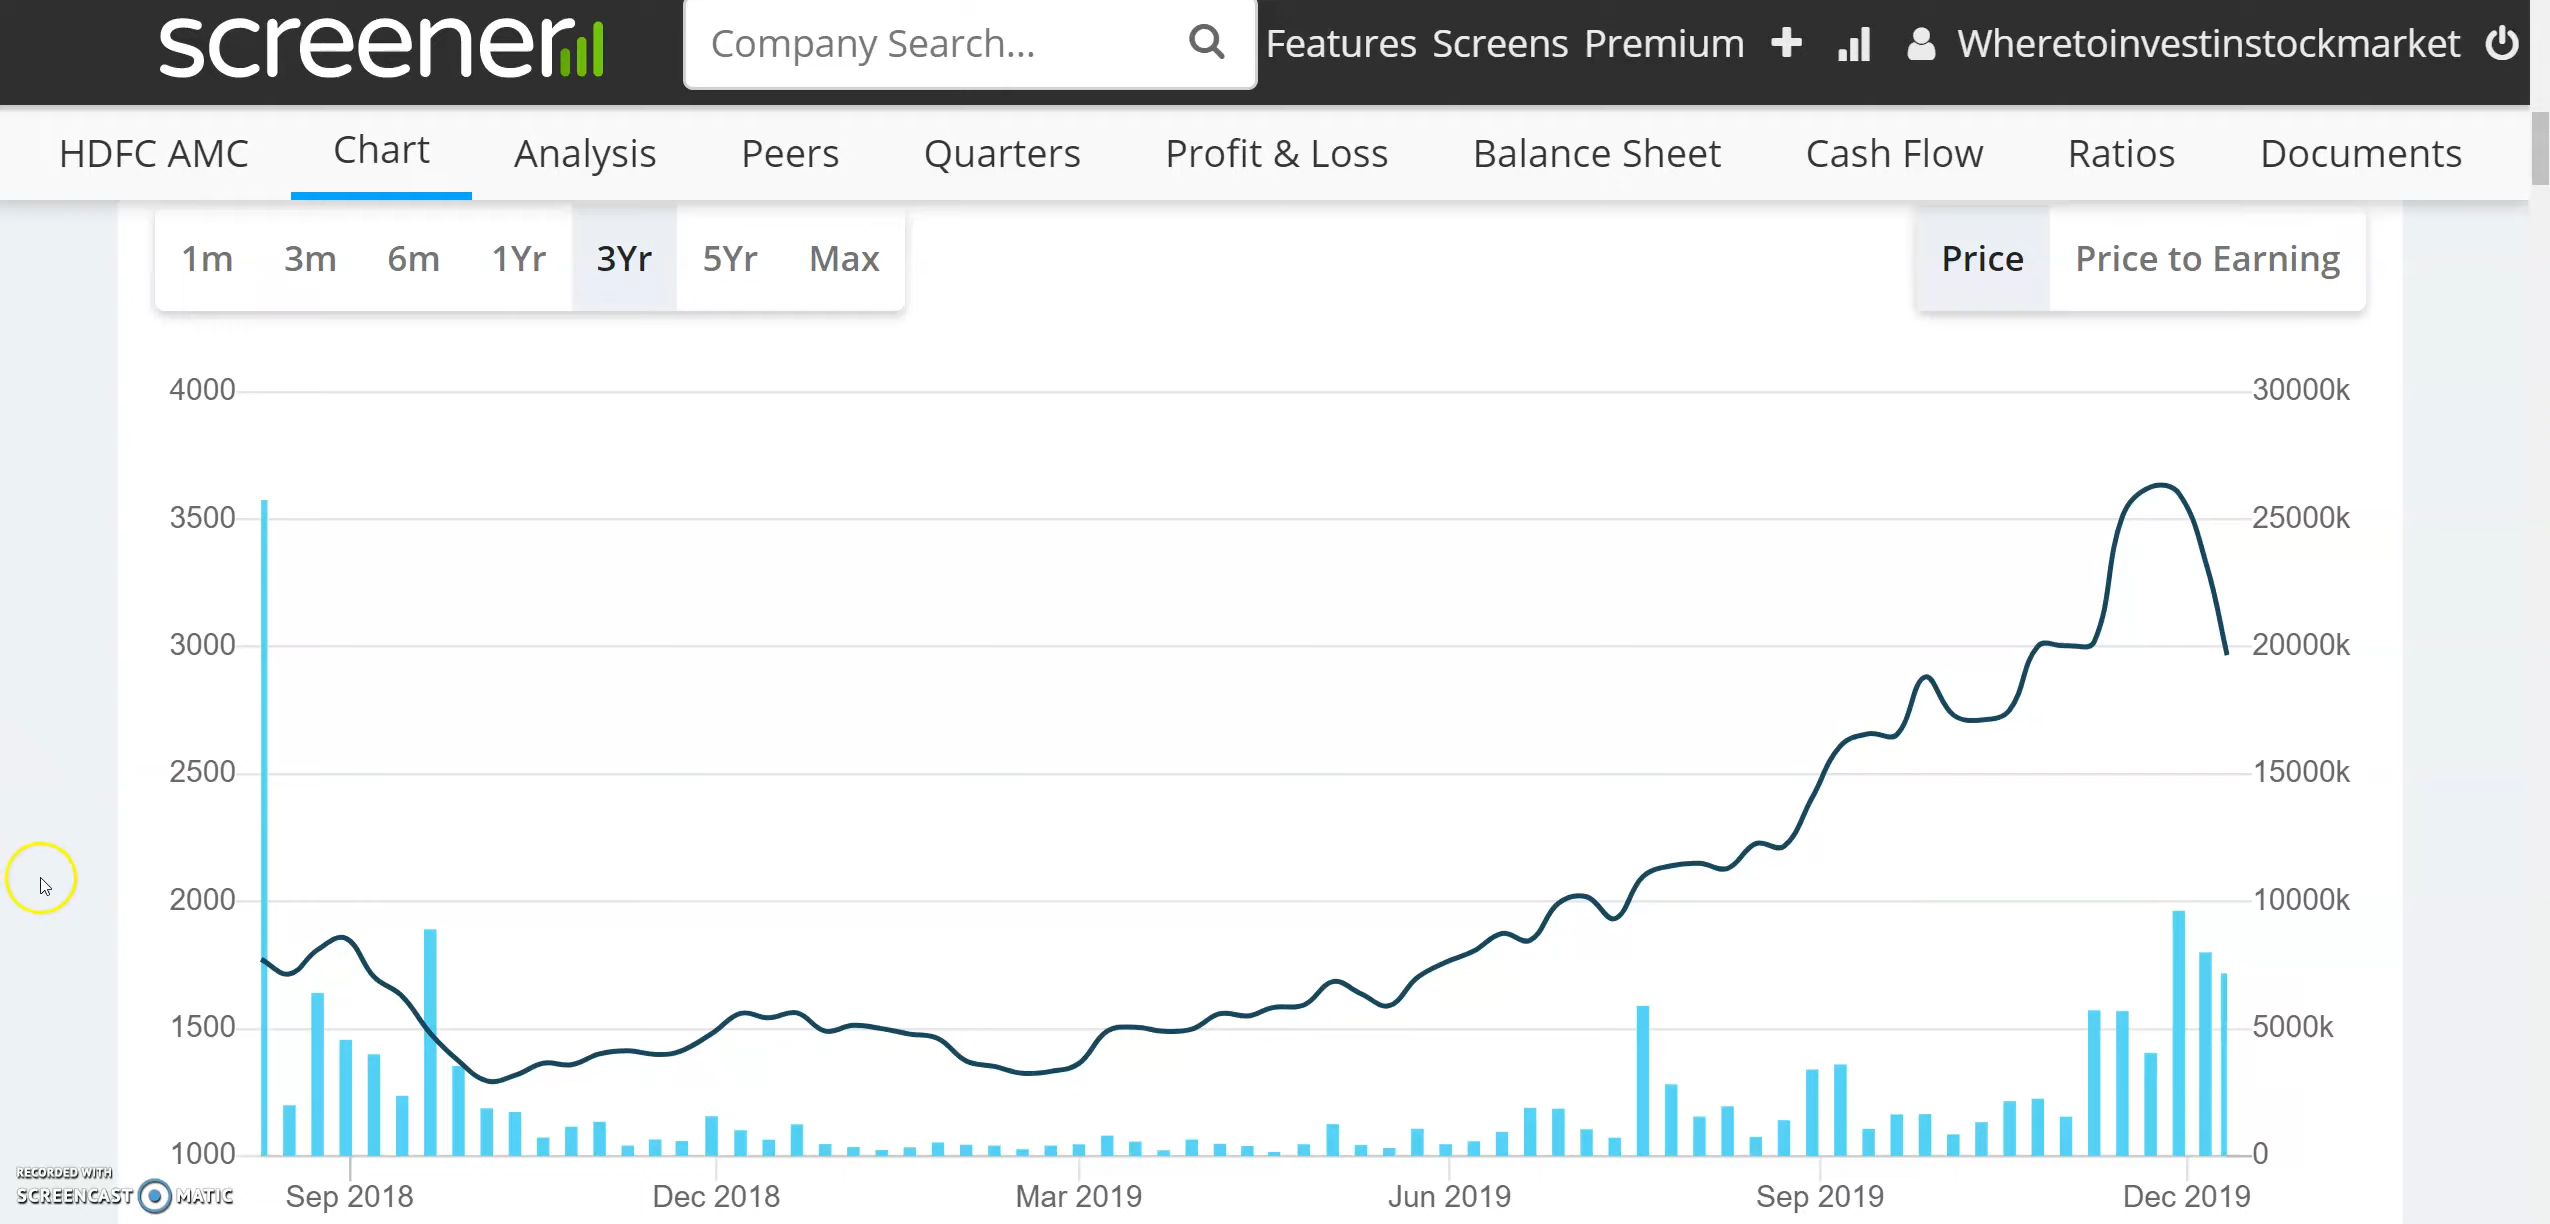 screener
Company Search...
Features Screens Premium
Wheretoinvestinstockmarket
HDFC AMC Chart Analysis Peers Quarters Profit & Loss Balance Sheet Cash Flow Ratios Documents
1m 3m 6m 1Yr 3Yr 5Yr Max
Price Price to Earning
4000 30000k
3500 25000k
3000 20000k
2500 15000k
2000 10000k
1500 5000k
1000 0
Sep 2018 Dec 2018 Mar 2019 Jun 2019 Sep 2019 Dec 2019
RECORDED WITH
SCREENCAST MATIC